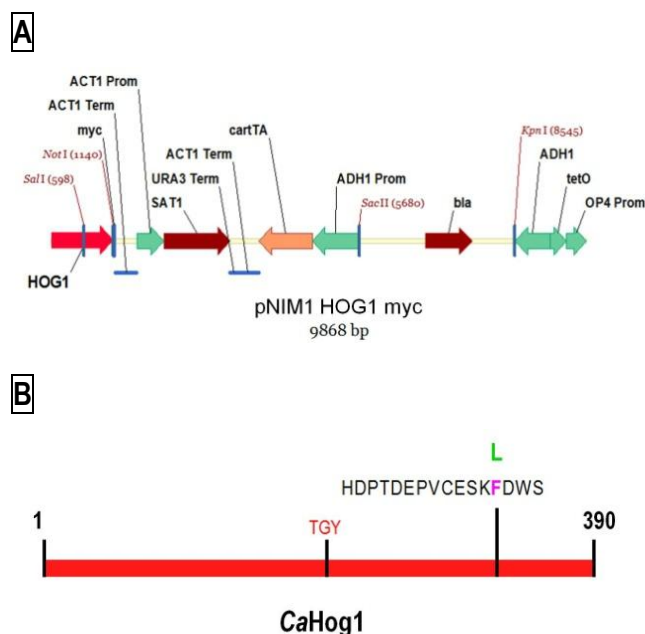 A
ACT1 Prom
ACT1 Term
myc
NotI (1140)
SalI (598)
HOG1
ACT1 Term
URA3 Term
SAT1
cartTA
ADH1 Prom
SacII (5680)
bla
KpnI (8545)
ADH1
tetO
OP4 Prom
pNIM1 HOG1 myc
9868 bp
B
L
HDPTDEPVCESKFDWS
1
TGY
390
CaHog1